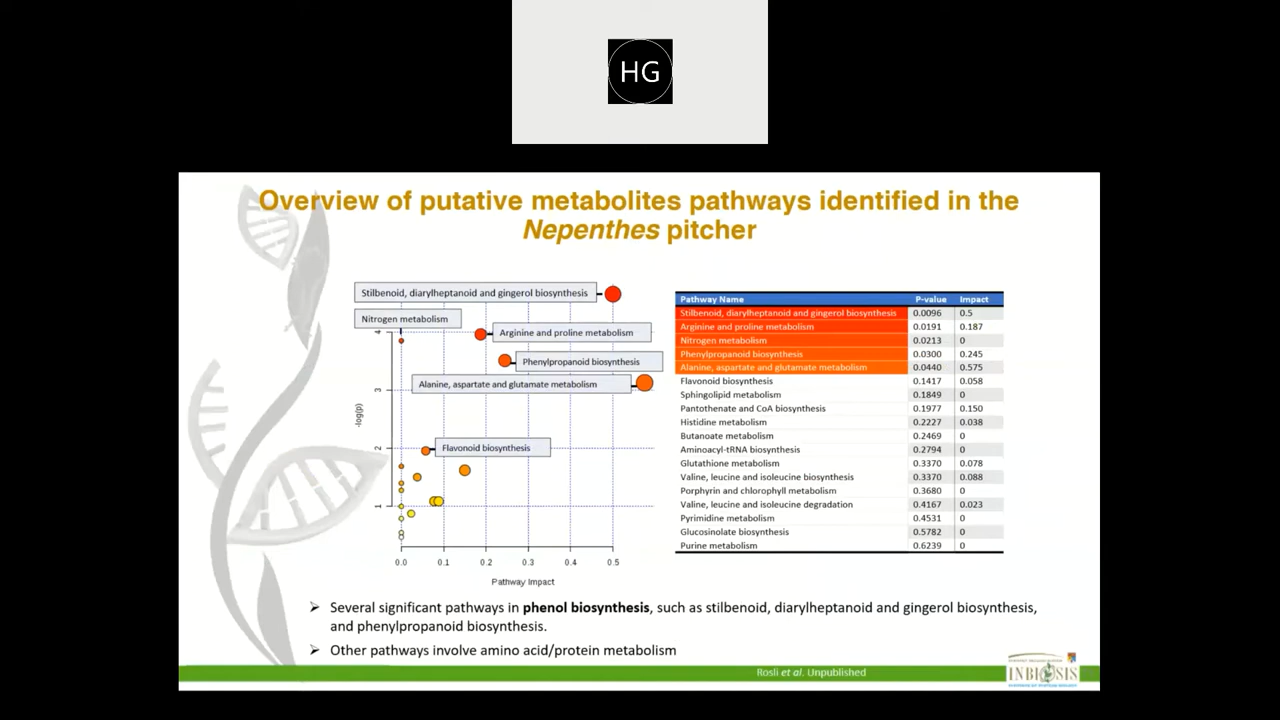 HG
Overview of putative metabolites pathways identified in the
Nepenthes pitcher
Stilbenoid, diarylheptanoid and gingerol biosynthesis
Nitrogen metabolism
Arginine and proline metabolism
Phenylpropanoid biosynthesis
Alanine, aspartate and glutamate metabolism
Flavonoid biosynthesis
-log(p)
4
3
2
1
0.0 0.1 0.2 0.3 0.4 0.5
Pathway Impact
Pathway Name P-value Impact
Stilbenoid, diarylheptanoid and gingerol biosynthesis 0.0096 0.5
Arginine and proline metabolism 0.0191 0.187
Nitrogen metabolism 0.0213 0
Phenylpropanoid biosynthesis 0.0300 0.245
Alanine, aspartate and glutamate metabolism 0.0440 0.575
Flavonoid biosynthesis 0.1417 0.058
Sphingolipid metabolism 0.1849 0
Pantothenate and CoA biosynthesis 0.1977 0.150
Histidine metabolism 0.2227 0.038
Butanoate metabolism 0.2469 0
Aminoacyl-tRNA biosynthesis 0.2794 0
Glutathione metabolism 0.3370 0.078
Valine, leucine and isoleucine biosynthesis 0.3370 0.088
Porphyrin and chlorophyll metabolism 0.3680 0
Valine, leucine and isoleucine degradation 0.4167 0.023
Pyrimidine metabolism 0.4531 0
Glucosinolate biosynthesis 0.5782 0
Purine metabolism 0.6239 0
➢ Several significant pathways in phenol biosynthesis, such as stilbenoid, diarylheptanoid and gingerol biosynthesis,
and phenylpropanoid biosynthesis.
➢ Other pathways involve amino acid/protein metabolism
Rosli et al. Unpublished
INBIOSIS